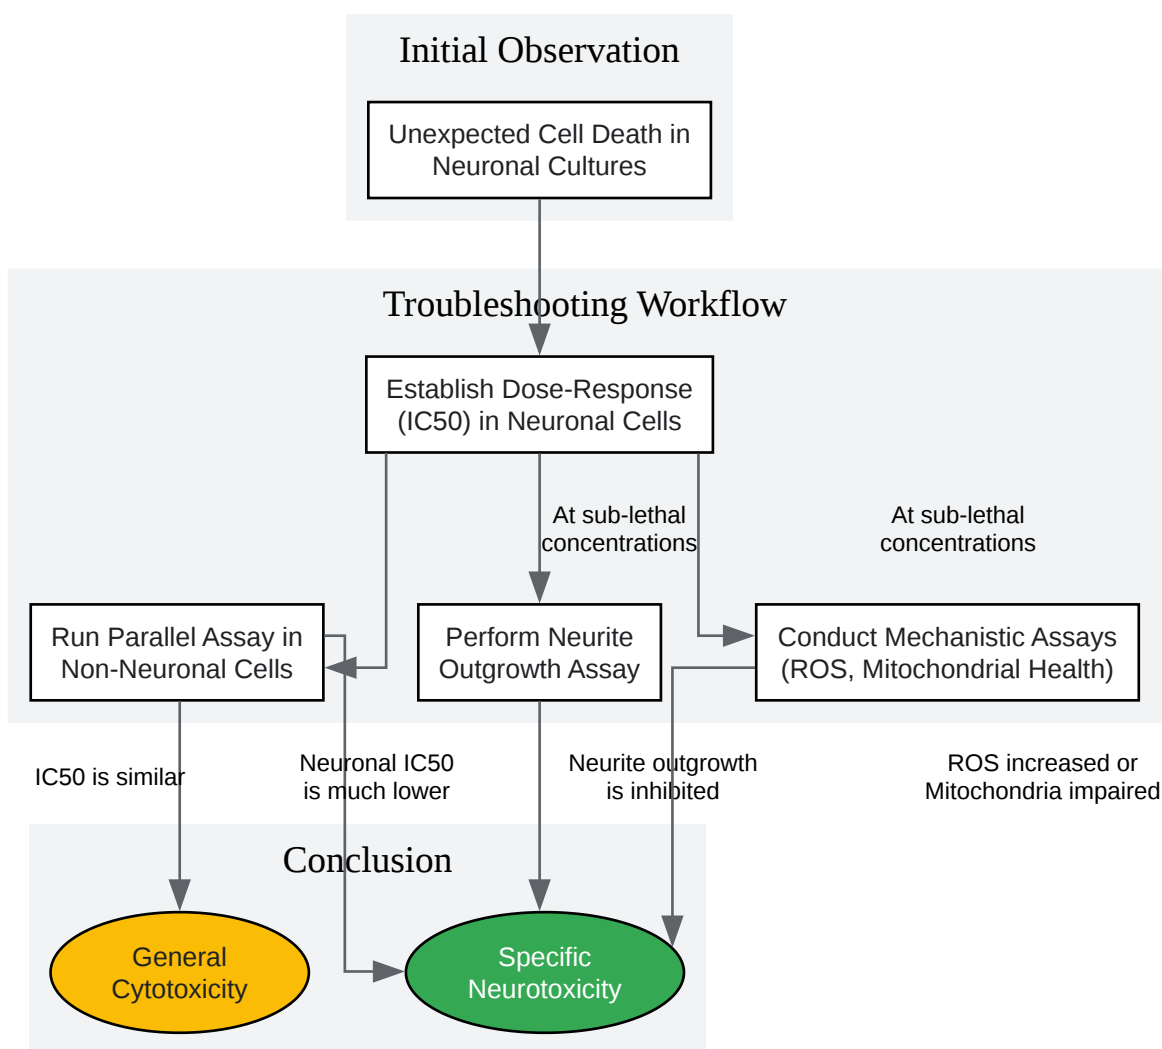 Initial Observation
Unexpected Cell Death in
Neuronal Cultures
Troubleshooting Workflow
Establish Dose-Response
(IC50) in Neuronal Cells
At sub-lethal
concentrations
At sub-lethal
concentrations
Run Parallel Assay in
Non-Neuronal Cells
Perform Neurite
Outgrowth Assay
Conduct Mechanistic Assays
(ROS, Mitochondrial Health)
IC50 is similar
Neuronal IC50
is much lower
Neurite outgrowth
is inhibited
ROS increased or
Mitochondria impaired
Conclusion
General
Cytotoxicity
Specific
Neurotoxicity